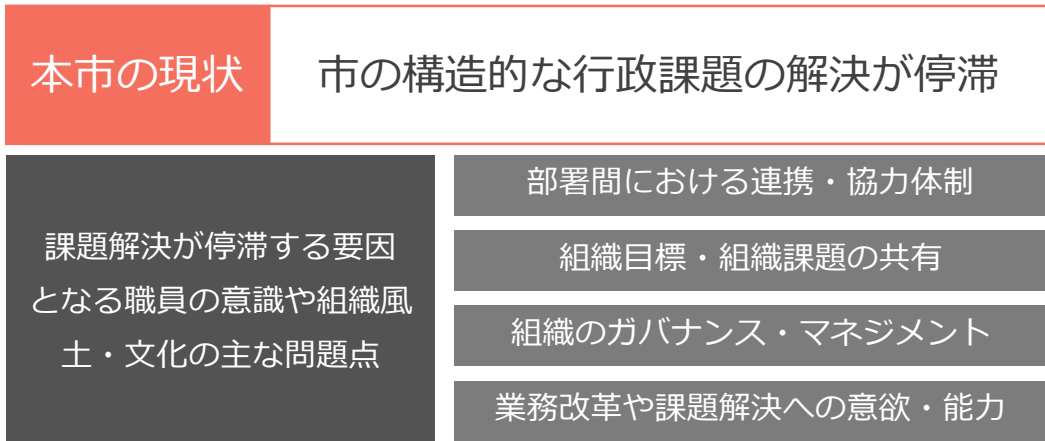 本市の現状
市の構造的な行政課題の解決が停滞
課題解決が停滞する要因
となる職員の意識や組織風
土・文化の主な問題点
部署間における連携・協力体制
組織目標・組織課題の共有
組織のガバナンス・マネジメント
業務改革や課題解決への意欲・能力